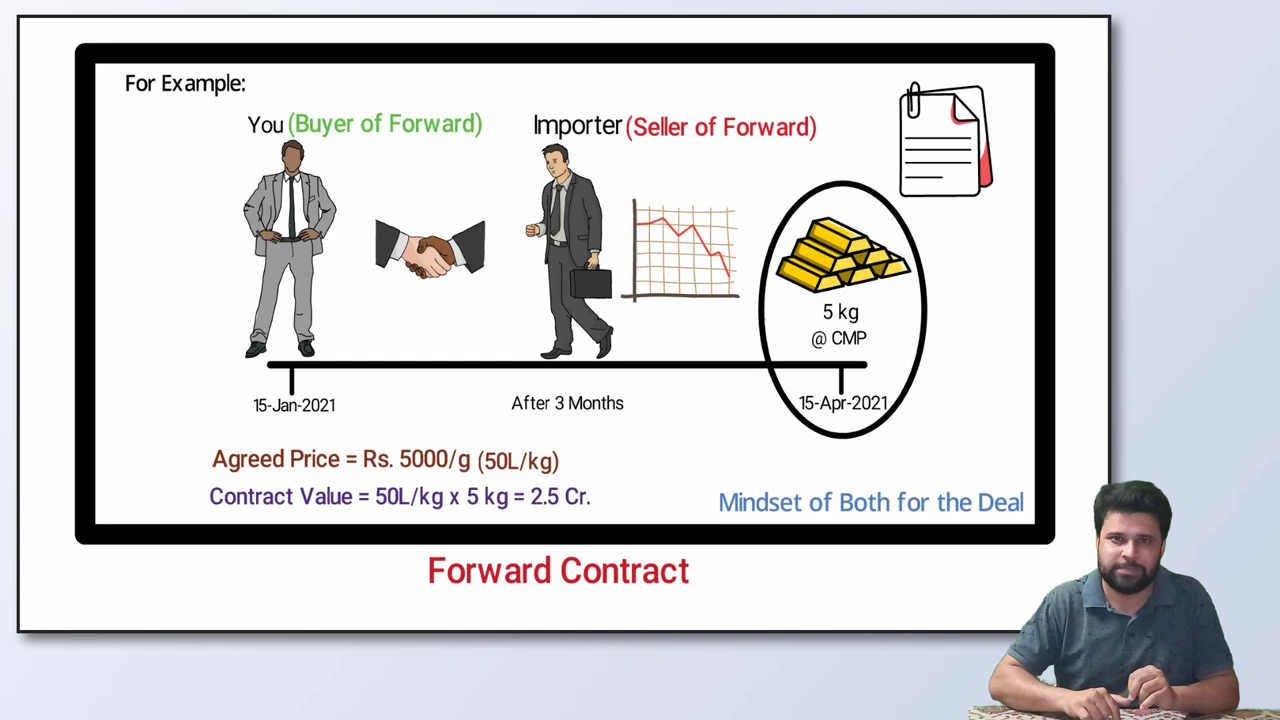 For Example:
You (Buyer of Forward)
Importer (Seller of Forward)
5 kg
@ CMP
15-Jan-2021
After 3 Months
15-Apr-2021
Agreed Price = Rs. 5000/g (50L/kg)
Contract Value = 50L/kg x 5 kg = 2.5 Cr.
Mindset of Both for the Deal
Forward Contract